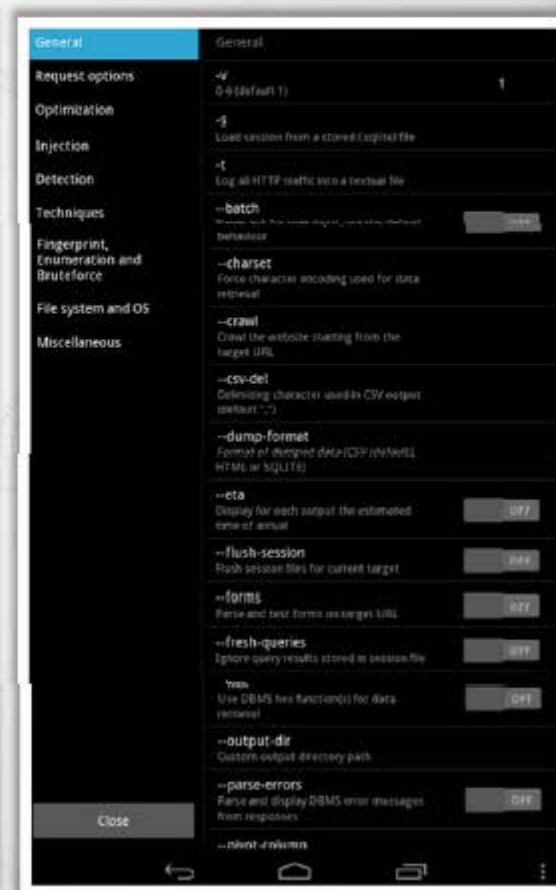 General
Request options
Optimization
Injection
Detection
Techniques
Fingerprint,
Enumeration and
Bruteforce
File system and OS
Miscellaneous
Close
General
-v
0-6 (default 1)
1
-s
Load session from a stored (sqlite) file
-t
Log all HTTP traffic into a textual file
--batch
behaviour
OFF
--charset
Force character encoding used for data
retrieval
--crawl
Crawl the website starting from the
target URL
--csv-del
Delimiting character used in CSV output
(default ",")
--dump-format
Format of dumped data (CSV (default),
HTML or SQLITE)
--eta
Display for each output the estimated
time of arrival
OFF
--flush-session
Flush session files for current target
OFF
--forms
Parse and test forms on target URL
OFF
--fresh-queries
Ignore query results stored in session file
OFF
Use DBMS hex function(s) for data
retrieval
OFF
--output-dir
Custom output directory path
--parse-errors
Parse and display DBMS error messages
from responses
OFF
--pivot-column